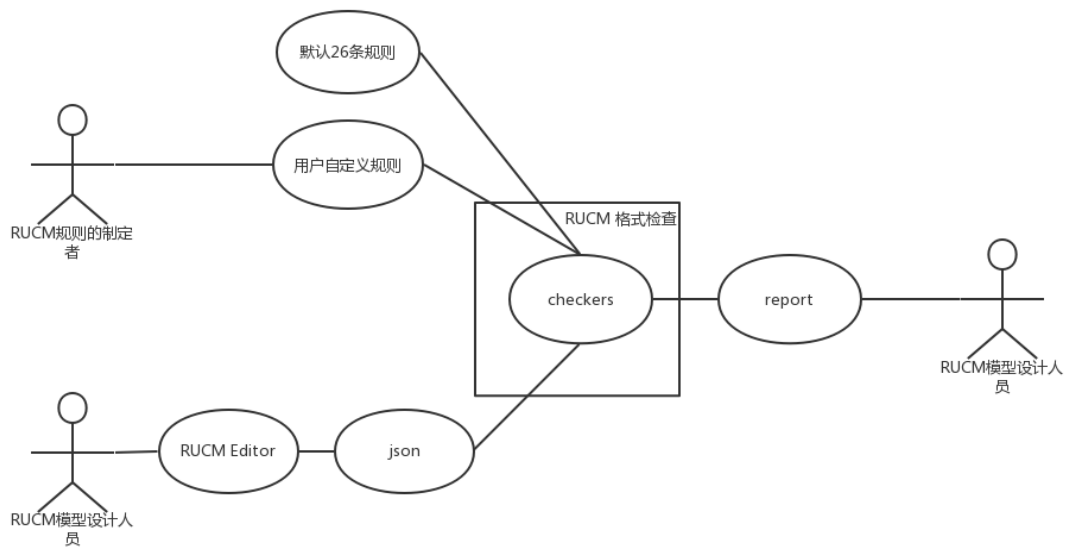 默认26条规则
用户自定义规则
RUCM规则的制定
者
RUCM 格式检查
checkers
report
RUCM模型设计人
员
RUCM Editor
json
RUCM模型设计人
员